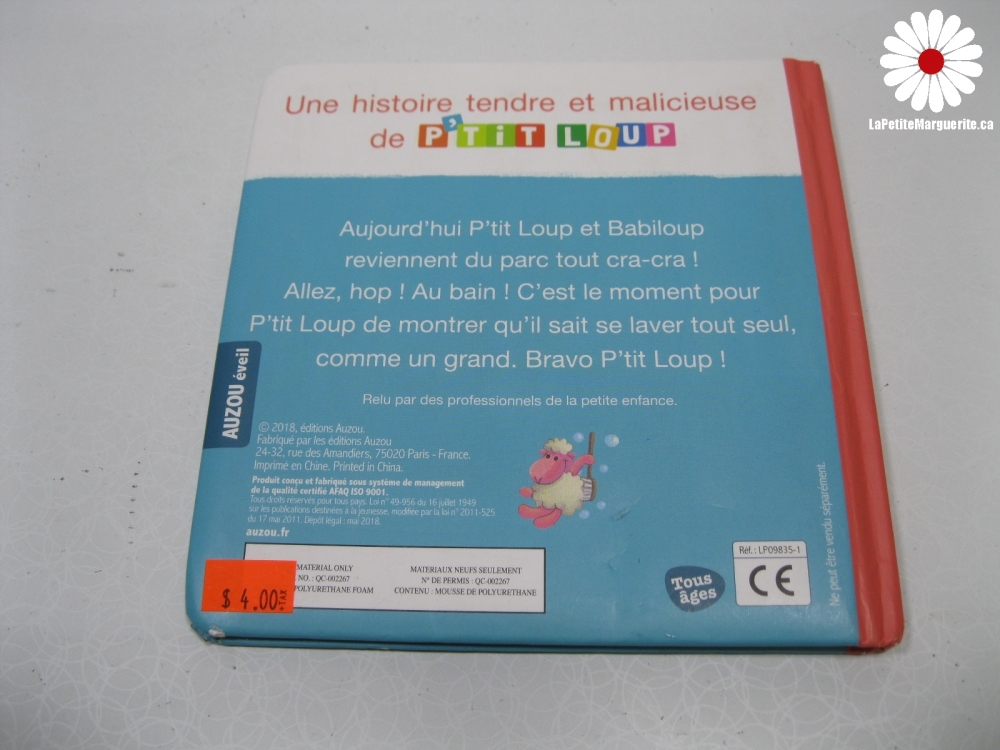 LaPetiteMarguerite.ca
Une histoire tendre et malicieuse
de P'TIT LOUP
Aujourd'hui P'tit Loup et Babiloup
reviennent du parc tout cra-cra !
Allez, hop ! Au bain ! C'est le moment pour
P'tit Loup de montrer qu'il sait se laver tout seul,
comme un grand. Bravo P'tit Loup !
Relu par des professionnels de la petite enfance.
AUZOU éveil
© 2018, éditions Auzou.
Fabriqué par les éditions Auzou
24-32, rue des Amandiers, 75020 Paris - France.
Imprimé en Chine. Printed in China.
Produit conçu et fabriqué sous système de management
de la qualité certifié AFAQ ISO 9001.
Tous droits réservés pour tous pays. Loi n° 49-956 du 16 juillet 1949
sur les publications destinées à la jeunesse, modifiée par la loi n° 2011-525
du 17 mai 2011. Dépôt légal : mai 2018.
auzou.fr
MATERIAL ONLY
NO. : QC-002267
POLYURETHANE FOAM
MATERIAUX NEUFS SEULEMENT
N° DE PERMIS : QC-002267
CONTENU : MOUSSE DE POLYURETHANE
$ 4.00 +TAX
Tous
âges
Réf. : LP09835-1
CE
Ne peut être vendu séparément.